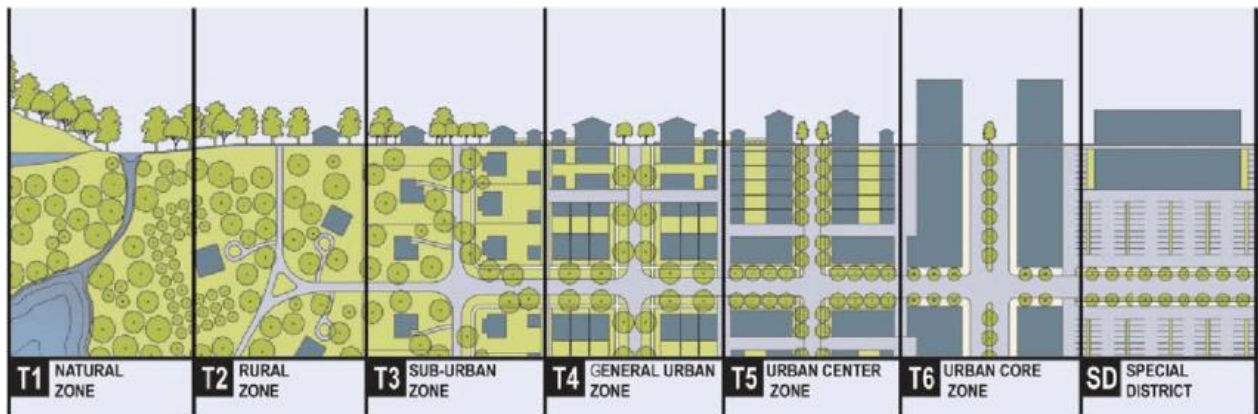 T1 NATURAL
ZONE
T2 RURAL
ZONE
T3 SUB-URBAN
ZONE
T4 GENERAL URBAN
ZONE
T5 URBAN CENTER
ZONE
T6 URBAN CORE
ZONE
SD SPECIAL
DISTRICT